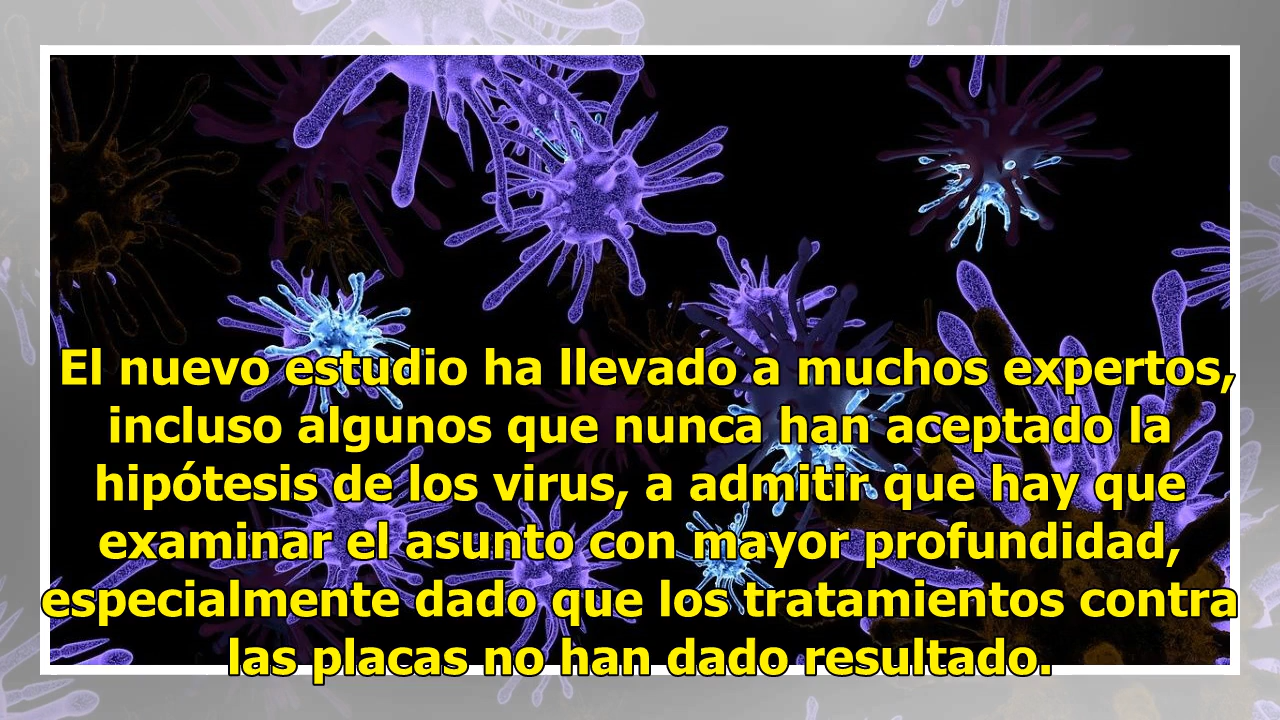 El nuevo estudio ha llevado a muchos expertos,
incluso algunos que nunca han aceptado la
hipótesis de los virus, a admitir que hay que
examinar el asunto con mayor profundidad,
especialmente dado que los tratamientos contra
las placas no han dado resultado.